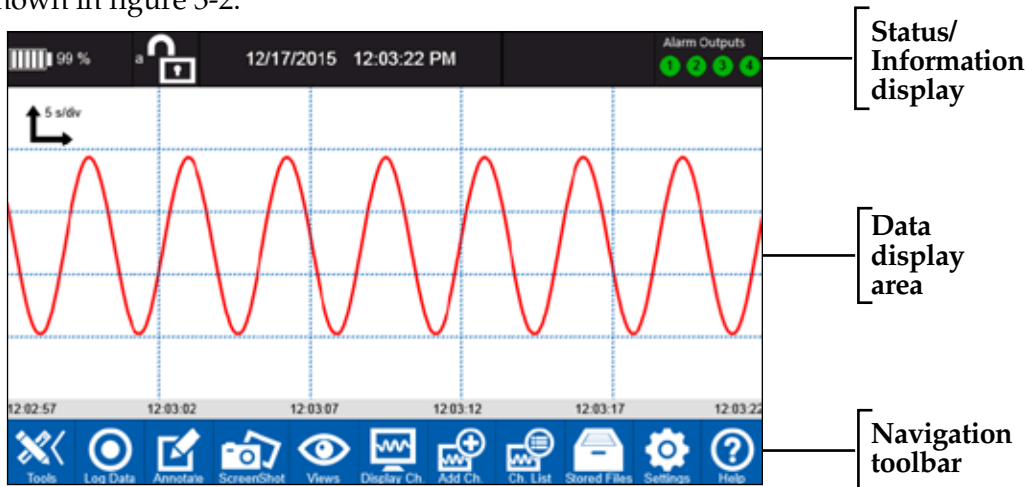 nown in figure 3-2.
99 % a 12/17/2015 12:03:22 PM Alarm Outputs
1 2 3 4
Status/
Information
display
5 s/div
Data
display
area
12:02:57 12:03:02 12:03:07 12:03:12 12:03:17 12:03:22
Tools Log Data Annotate ScreenShot Views Display Ch. Add Ch. Ch. List Stored Files Settings Help
Navigation
toolbar